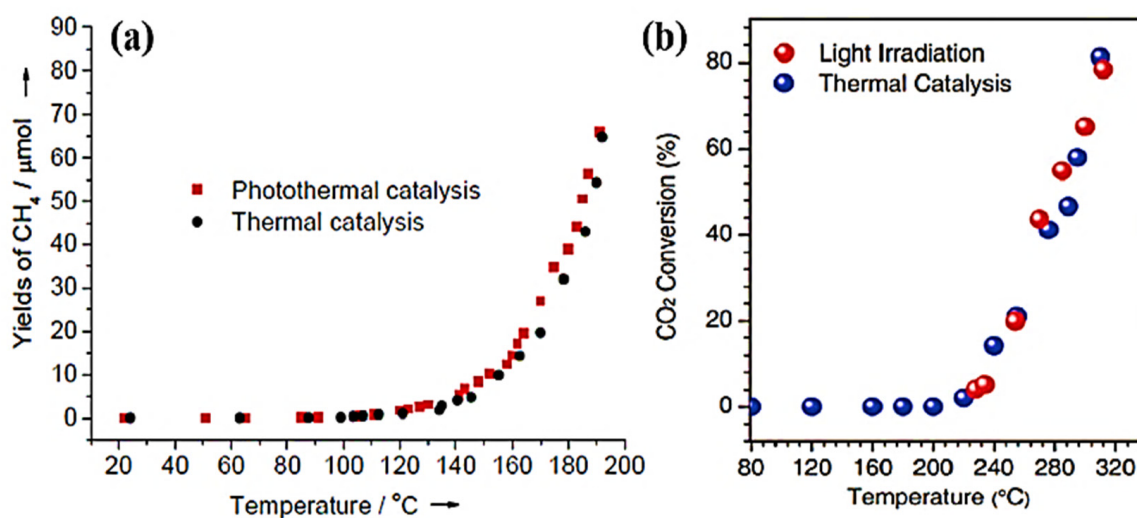 (a)
Photothermal catalysis
Thermal catalysis
Yields of CH₄ / μmol →
90
80
70
60
50
40
30
20
10
0
20 40 60 80 100 120 140 160 180 200
Temperature / °C →
(b)
Light Irradiation
Thermal Catalysis
CO₂ Conversion (%)
80
60
40
20
0
80 120 160 200 240 280 320
Temperature (°C)